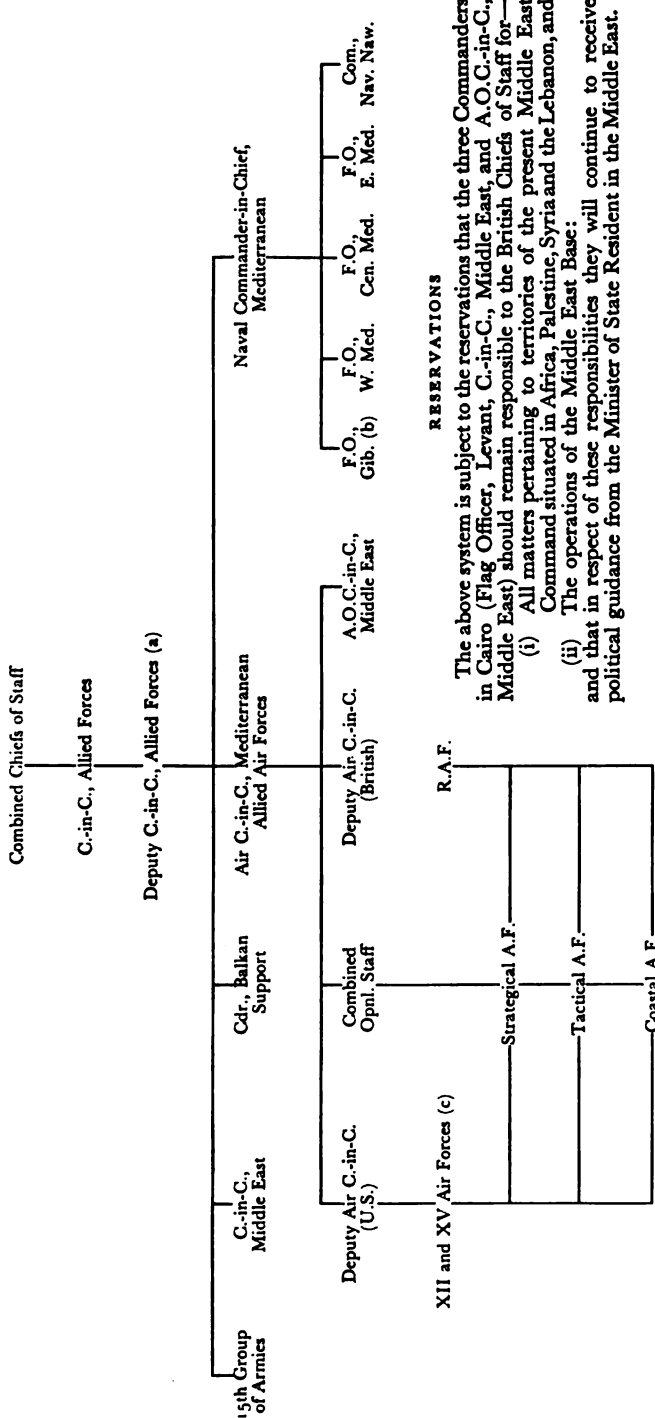 Combined Chiefs of Staff
C.-in-C., Allied Forces
Deputy C.-in-C., Allied Forces (a)
15th Group
of Armies
C.-in-C.,
Middle East
Cdr., Balkan
Support
Air C.-in-C., Mediterranean
Allied Air Forces
Naval Commander-in-Chief,
Mediterranean
Deputy Air C.-in-C.
(U.S.)
Combined
Opnl. Staff
Deputy Air C.-in-C.
(British)
A.O.C.-in-C.,
Middle East
F.O.,
Gib. (b)
F.O.,
W. Med.
F.O.,
Cen. Med.
F.O.,
E. Med.
Com.,
Nav. Naw.
XII and XV Air Forces (c)
R.A.F.
Strategical A.F.
Tactical A.F.
Coastal A.F.
RESERVATIONS
The above system is subject to the reservations that the three Commanders
in Cairo (Flag Officer, Levant, C.-in-C., Middle East, and A.O.C.-in-C.,
Middle East) should remain responsible to the British Chiefs of Staff for—
(i) All matters pertaining to territories of the present Middle East
Command situated in Africa, Palestine, Syria and the Lebanon, and
(ii) The operations of the Middle East Base:
and that in respect of these responsibilities they will continue to receive
political guidance from the Minister of State Resident in the Middle East.